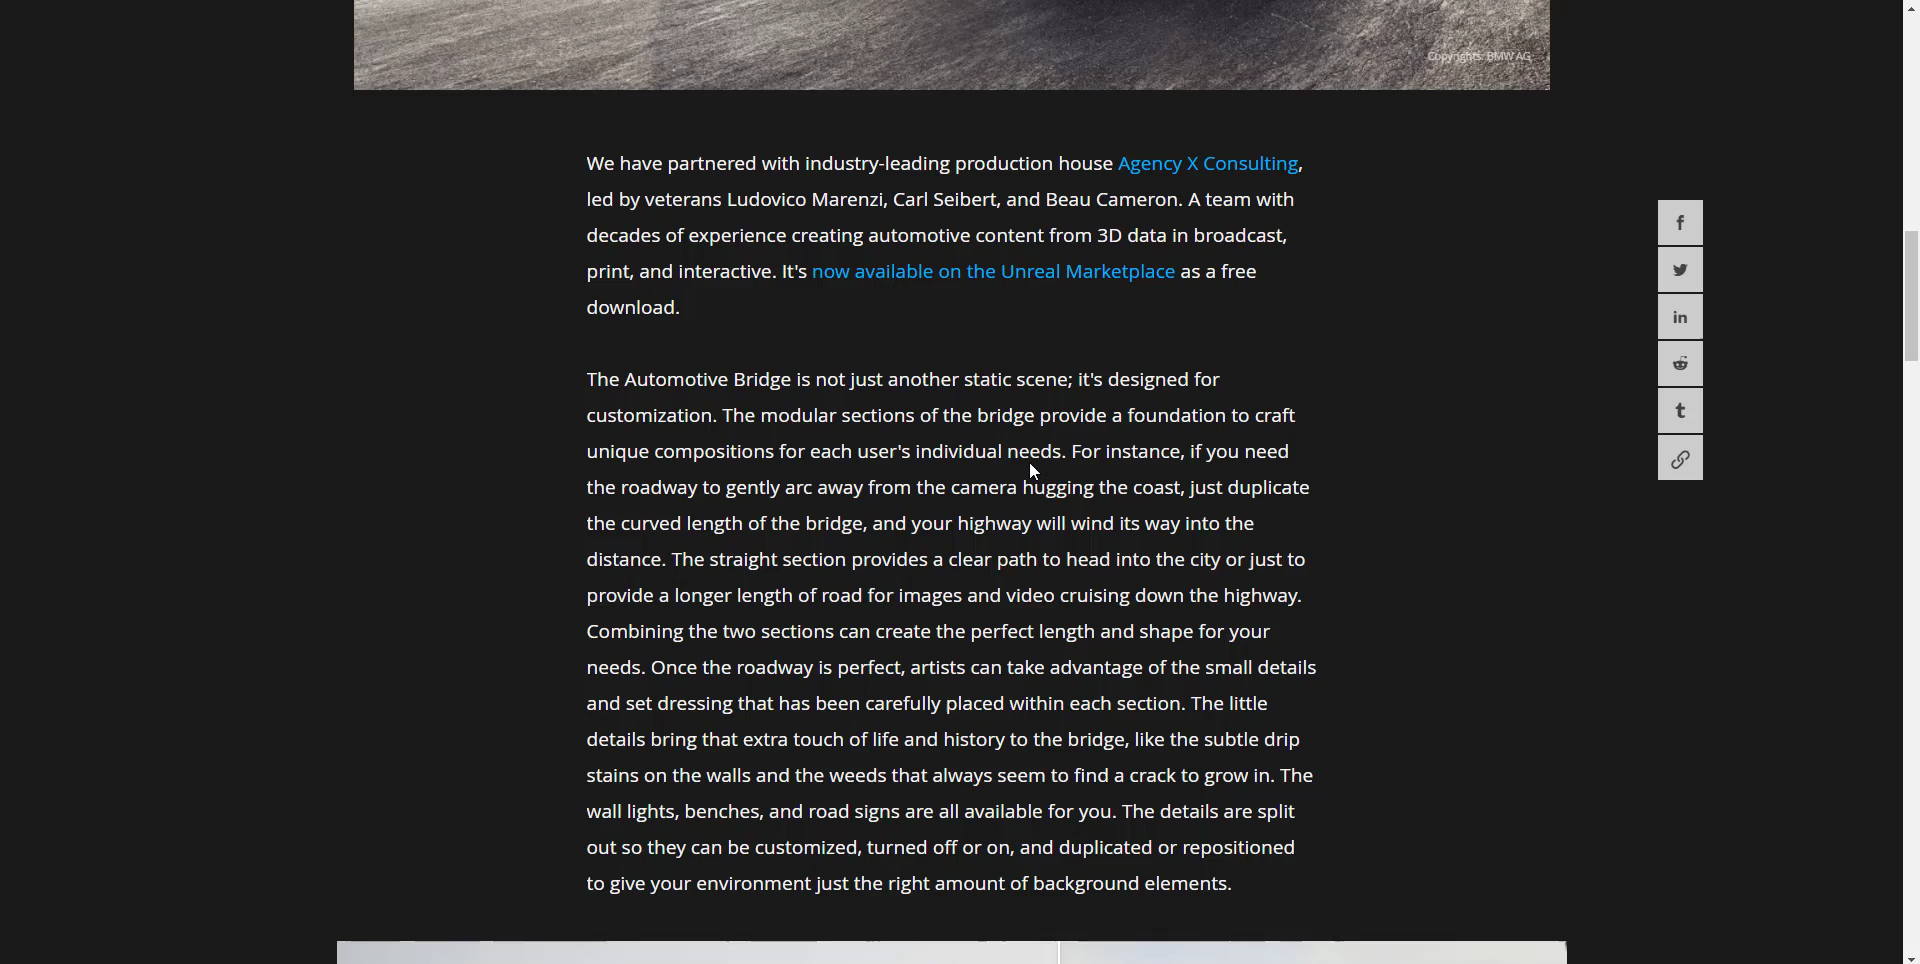 Copyrights: BMW AG
We have partnered with industry-leading production house Agency X Consulting,
led by veterans Ludovico Marenzi, Carl Seibert, and Beau Cameron. A team with
decades of experience creating automotive content from 3D data in broadcast,
print, and interactive. It's now available on the Unreal Marketplace as a free
download.
The Automotive Bridge is not just another static scene; it's designed for
customization. The modular sections of the bridge provide a foundation to craft
unique compositions for each user's individual needs. For instance, if you need
the roadway to gently arc away from the camera hugging the coast, just duplicate
the curved length of the bridge, and your highway will wind its way into the
distance. The straight section provides a clear path to head into the city or just to
provide a longer length of road for images and video cruising down the highway.
Combining the two sections can create the perfect length and shape for your
needs. Once the roadway is perfect, artists can take advantage of the small details
and set dressing that has been carefully placed within each section. The little
details bring that extra touch of life and history to the bridge, like the subtle drip
stains on the walls and the weeds that always seem to find a crack to grow in. The
wall lights, benches, and road signs are all available for you. The details are split
out so they can be customized, turned off or on, and duplicated or repositioned
to give your environment just the right amount of background elements.